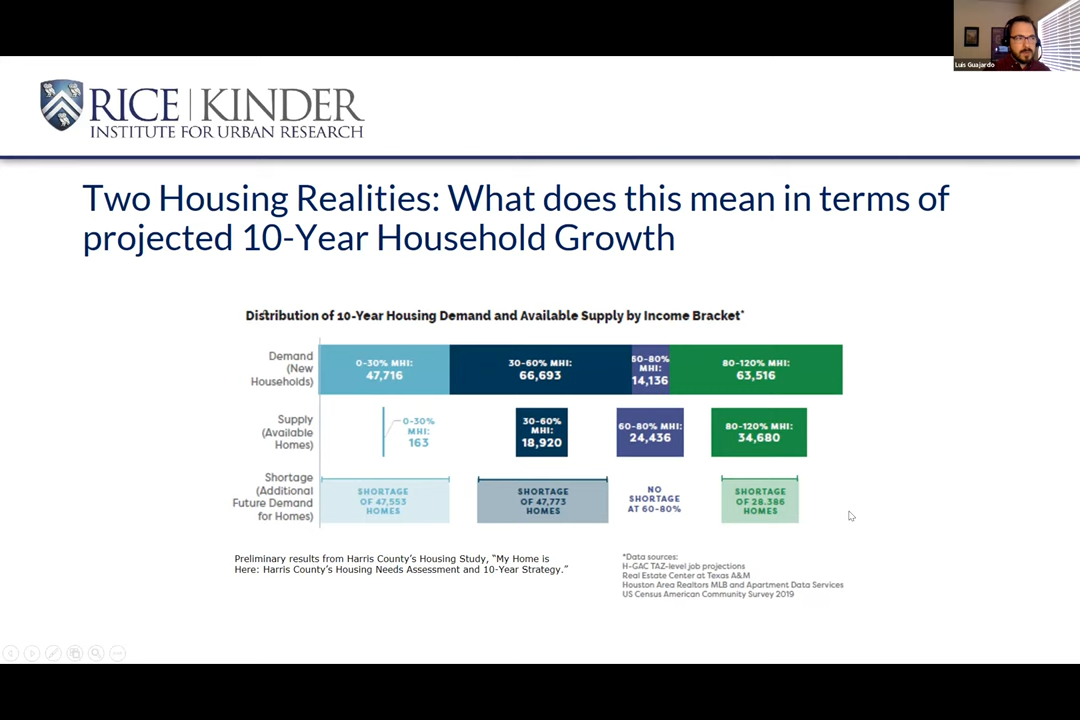 Luis Guajardo
RICE | KINDER
INSTITUTE FOR URBAN RESEARCH
Two Housing Realities: What does this mean in terms of
projected 10-Year Household Growth
Distribution of 10-Year Housing Demand and Available Supply by Income Bracket*
Demand
(New
Households)
0-30% MHI:
47,716
30-60% MHI:
66,693
60-80%
MHI:
14,136
80-120% MHI:
63,516
Supply
(Available
Homes)
0-30%
MHI:
163
30-60%
MHI:
18,920
60-80% MHI:
24,436
80-120% MHI:
34,680
Shortage
(Additional
Future Demand
for Homes)
SHORTAGE
OF 47,553
HOMES
SHORTAGE
OF 47,773
HOMES
NO
SHORTAGE
AT 60-80%
SHORTAGE
OF 28.386
HOMES
Preliminary results from Harris County's Housing Study, "My Home is
Here: Harris County's Housing Needs Assessment and 10-Year Strategy."
*Data sources:
H-GAC TAZ-level job projections
Real Estate Center at Texas A&M
Houston Area Realtors MLB and Apartment Data Services
US Census American Community Survey 2019